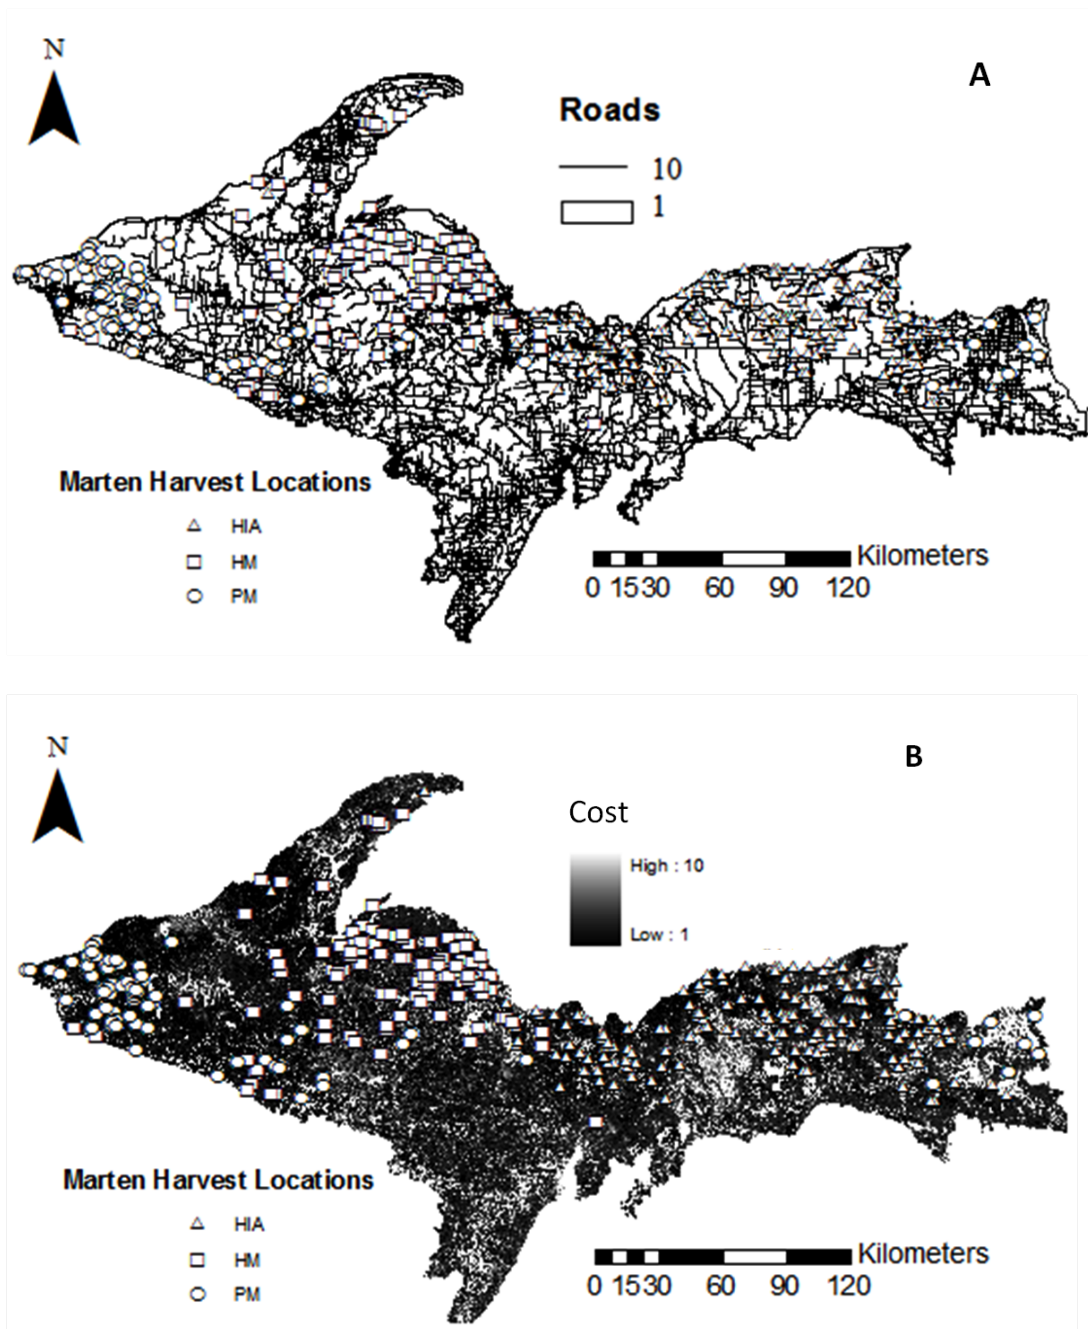 N
A
Roads
10
1
Marten Harvest Locations
HIA
HM
PM
Kilometers
0 15 30 60 90 120
N
B
Cost
High : 10
Low : 1
Marten Harvest Locations
HIA
HM
PM
Kilometers
0 15 30 60 90 120